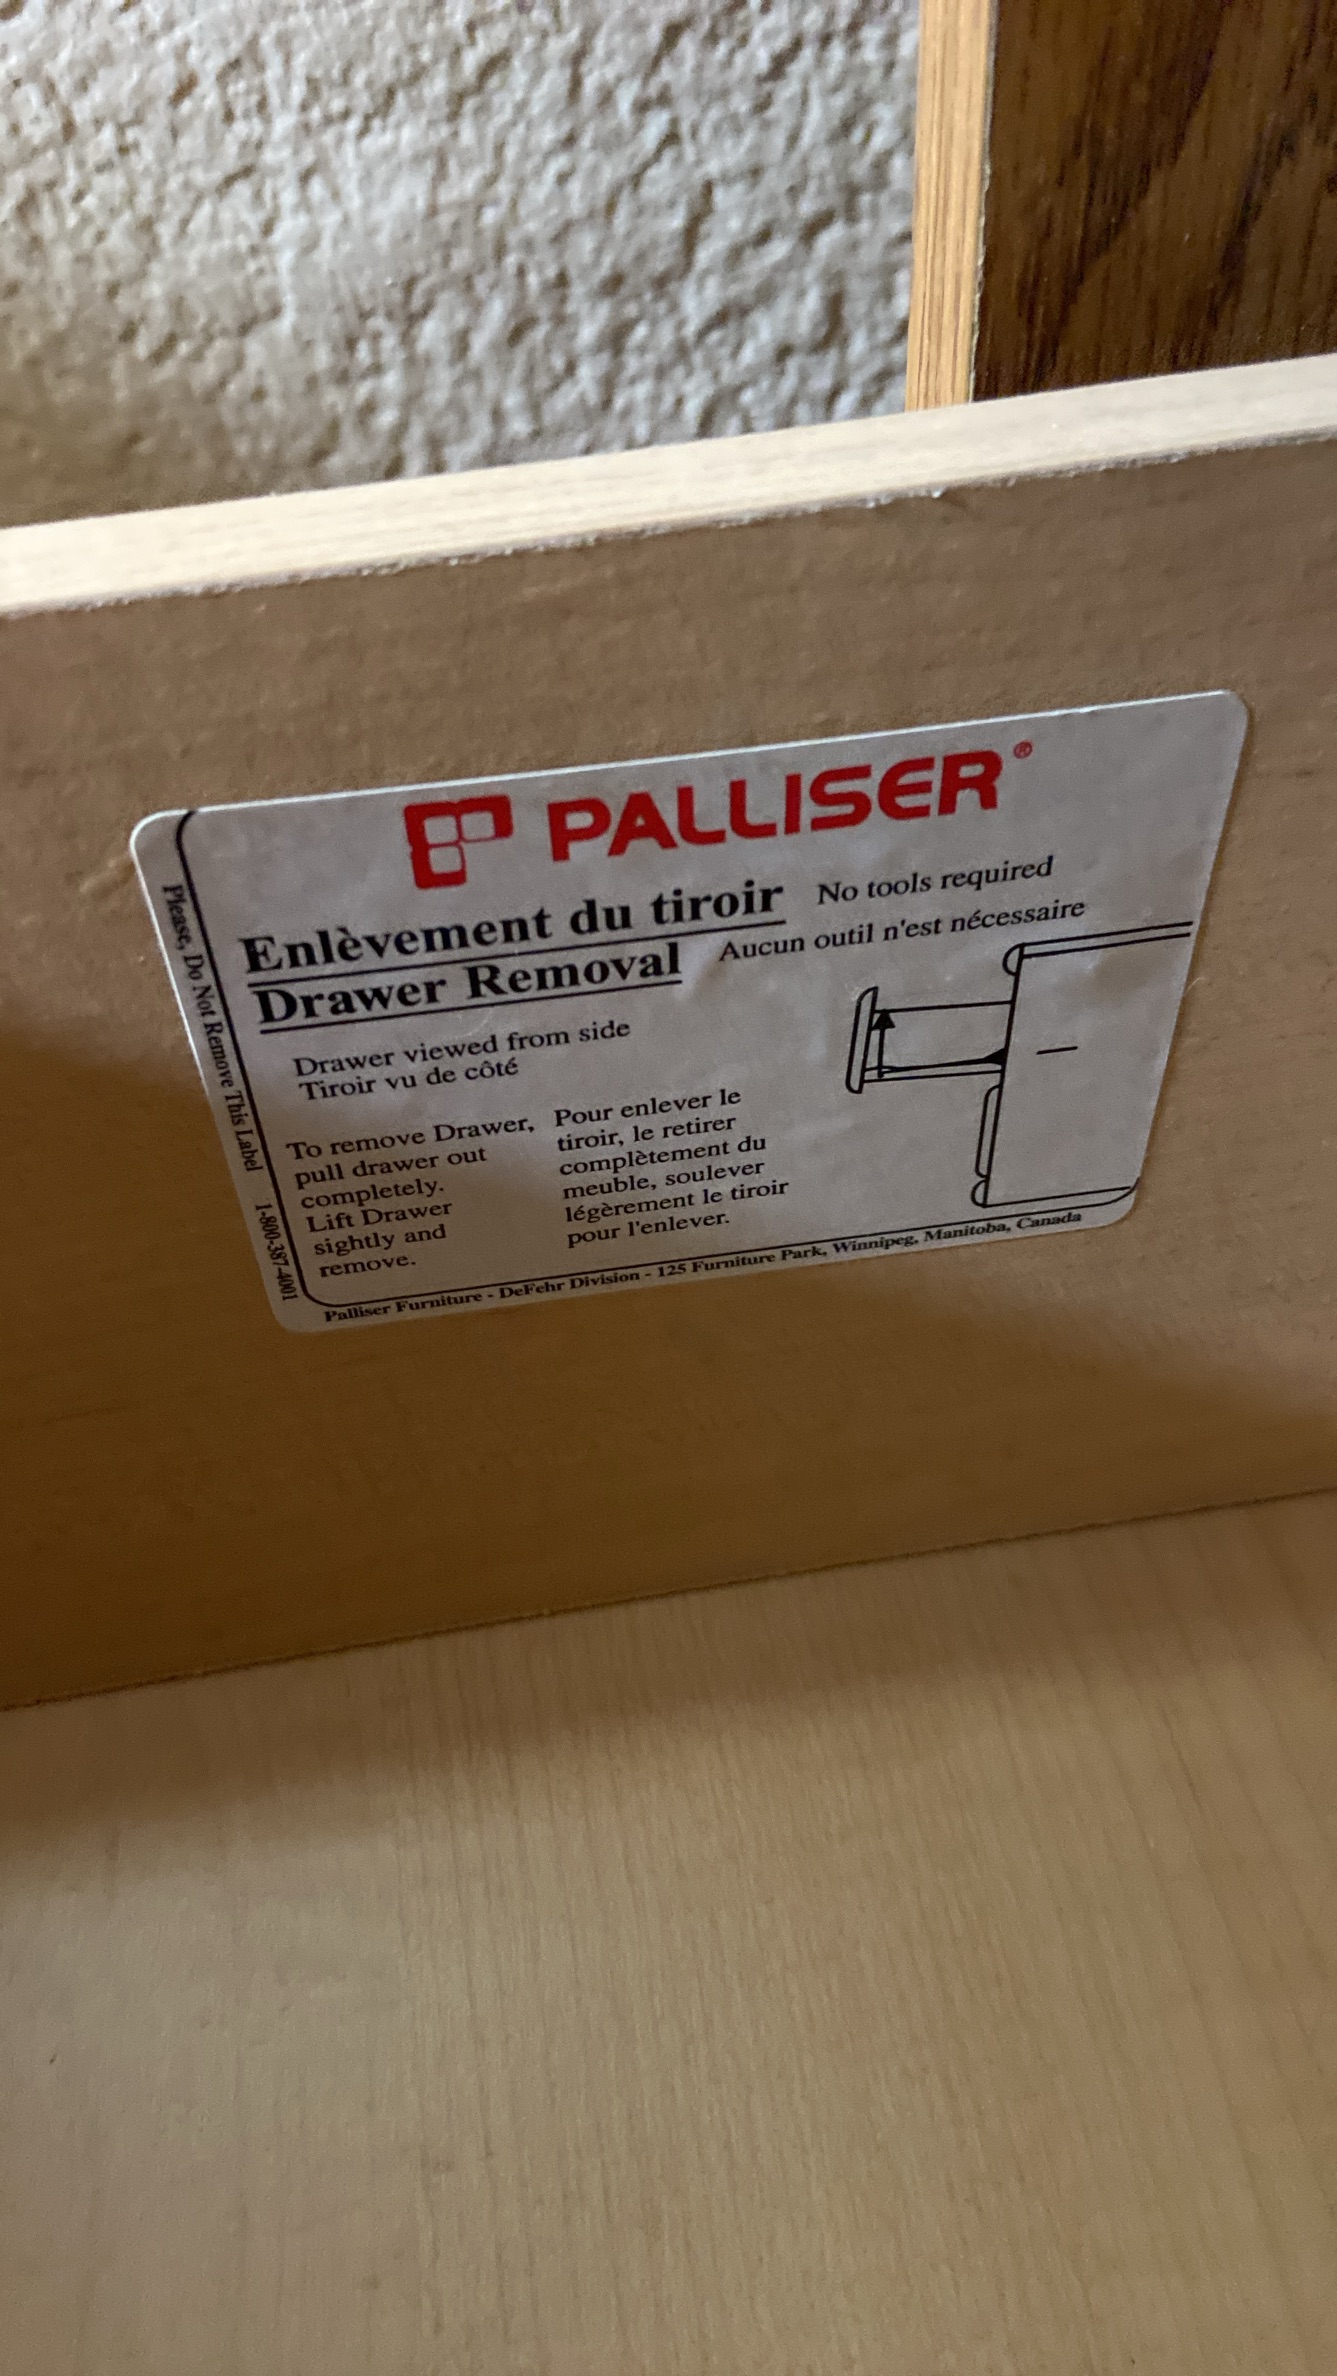 PALLISER®
Enlèvement du tiroir
Drawer Removal
No tools required
Aucun outil n'est nécessaire
Drawer viewed from side
Tiroir vu de côté
To remove Drawer,
pull drawer out
completely.
Lift Drawer
sightly and
remove.
Pour enlever le
tiroir, le retirer
complètement du
meuble, soulever
légèrement le tiroir
pour l'enlever.
Please, Do Not Remove This Label 1-800-387-4001
Palliser Furniture - DeFehr Division - 125 Furniture Park, Winnipeg, Manitoba, Canada